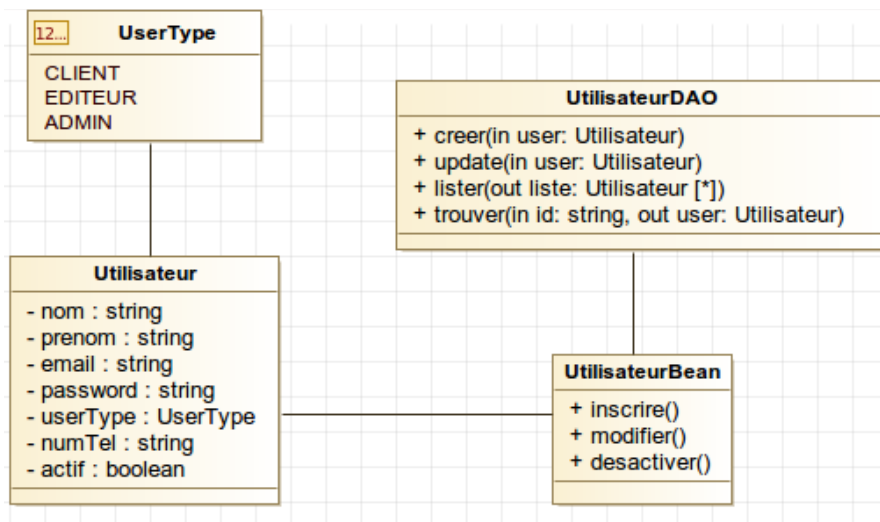 12... UserType
CLIENT
EDITEUR
ADMIN
UtilisateurDAO
+ creer(in user: Utilisateur)
+ update(in user: Utilisateur)
+ lister(out liste: Utilisateur [*])
+ trouver(in id: string, out user: Utilisateur)
Utilisateur
- nom : string
- prenom : string
- email : string
- password : string
- userType : UserType
- numTel : string
- actif : boolean
UtilisateurBean
+ inscrire()
+ modifier()
+ desactiver()